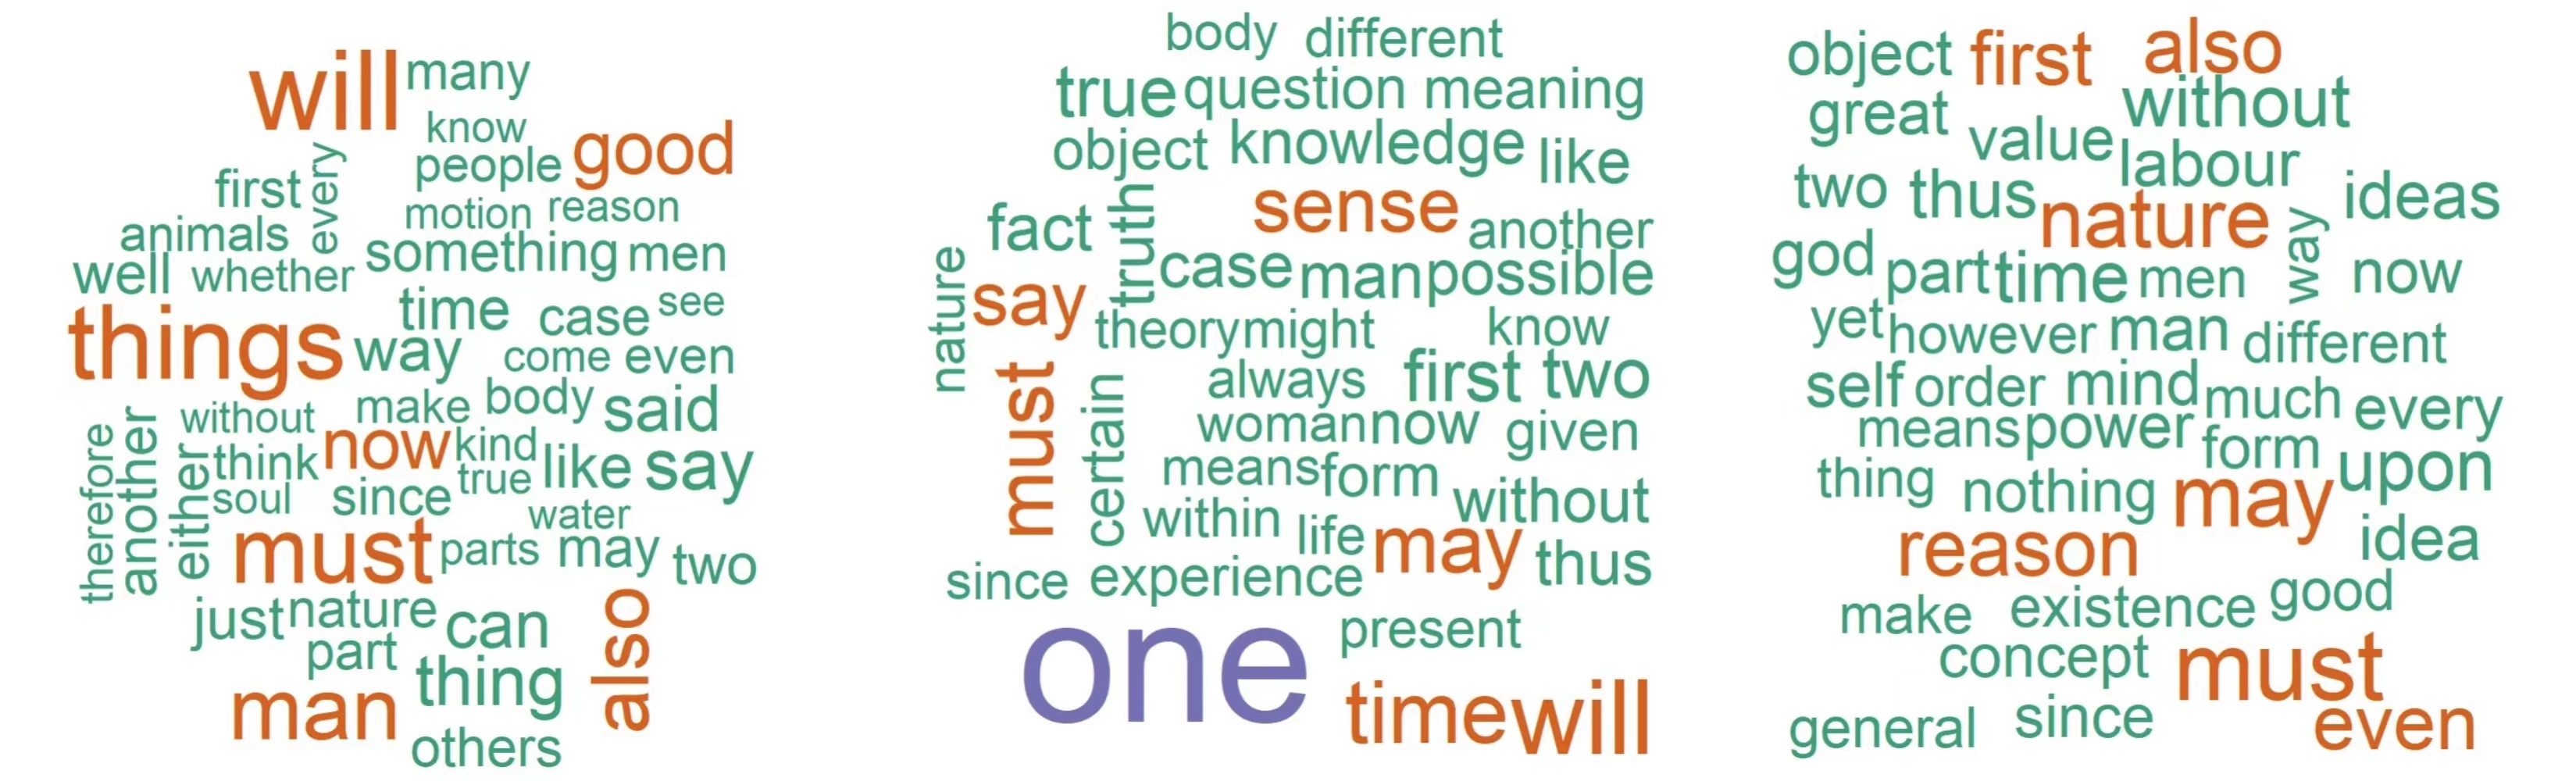 will many
know
people good
first every
motion reason
animals
something men
well whether
time case see
things way come even
without make body said
therefore another either think now kind like say
soul since true
water
must parts may two
just nature can also
part
thing
man
others
body different
true question meaning
object knowledge like
truth sense
fact another
nature case man possible
say
theory might know
must certain always first two
woman now given
means form
within life without
since experience may thus
one present
time will
object first also
great value without
two thus labour ideas
nature way
god part time men now
yet however man different
self order mind much every
means power form
thing nothing may upon
reason idea
make existence good
concept must
general since even